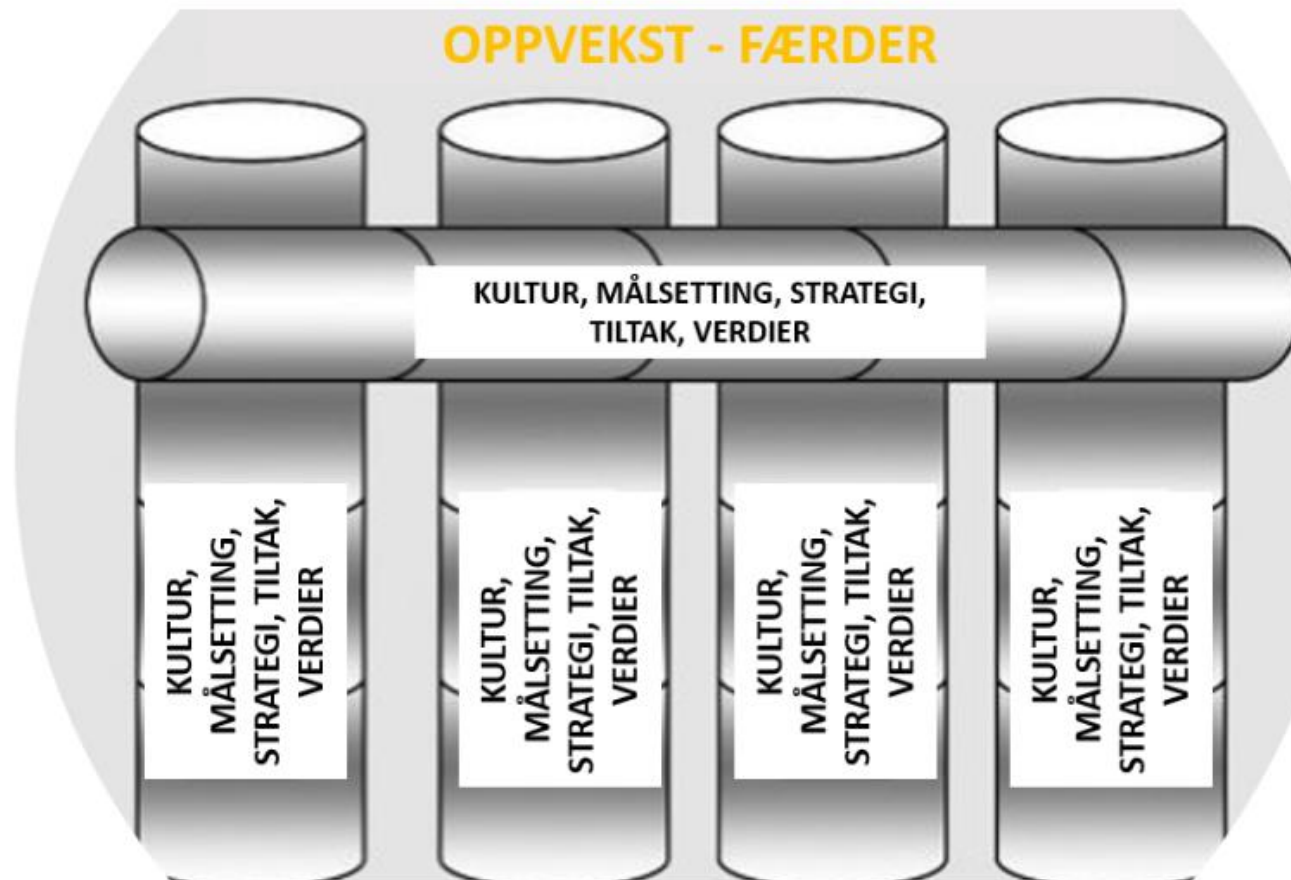 OPPVEKST - FÆRDER
KULTUR, MÅLSETTING, STRATEGI,
TILTAK, VERDIER
KULTUR,
MÅLSETTING,
STRATEGI, TILTAK,
VERDIER
KULTUR,
MÅLSETTING,
STRATEGI, TILTAK,
VERDIER
KULTUR,
MÅLSETTING,
STRATEGI, TILTAK,
VERDIER
KULTUR,
MÅLSETTING,
STRATEGI, TILTAK,
VERDIER